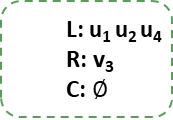 L: u₁ u₂ u₄
R: v₃
C: ∅